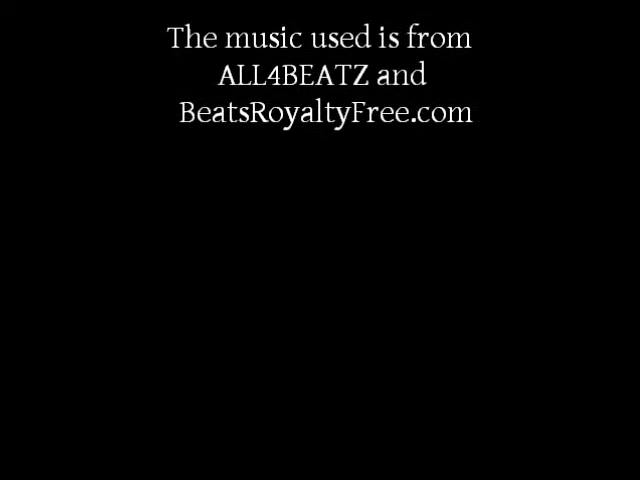 The music used is from
ALL4BEATZ and
BeatsRoyaltyFree.com